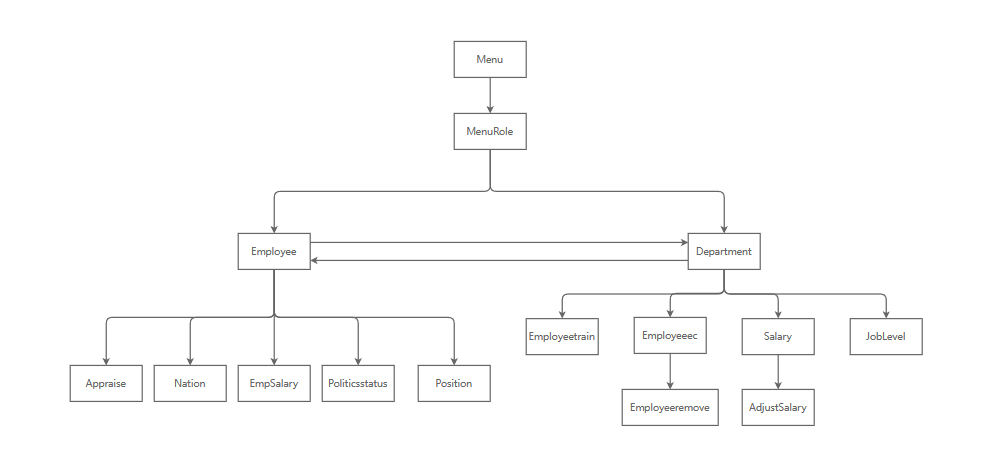 Menu
MenuRole
Employee
Department
Employeetrain
Employeeec
Salary
JobLevel
Appraise
Nation
EmpSalary
Politicsstatus
Position
Employeeremove
AdjustSalary